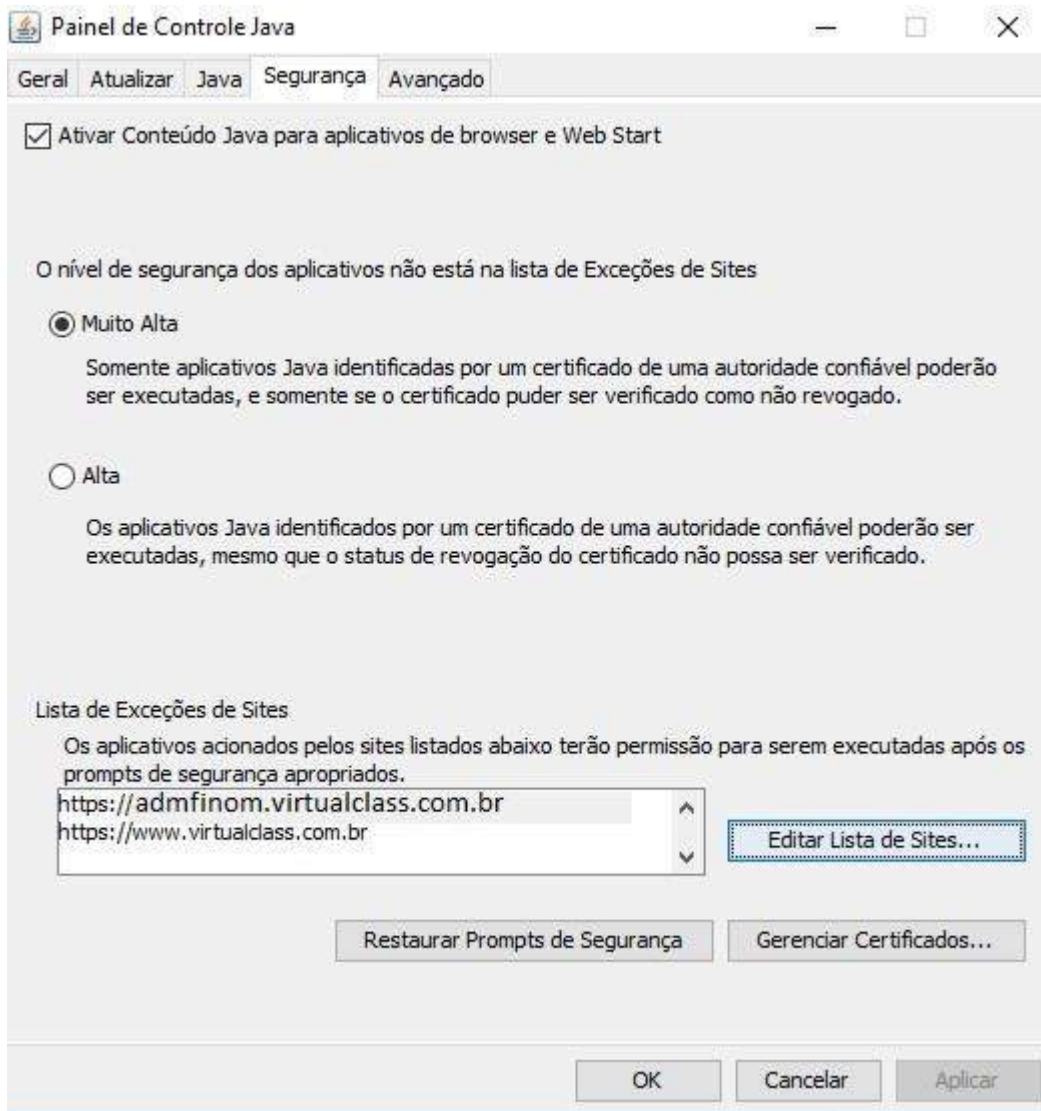 Painel de Controle Java
Geral Atualizar Java Segurança Avançado
Ativar Conteúdo Java para aplicativos de browser e Web Start
O nível de segurança dos aplicativos não está na lista de Exceções de Sites
Muito Alta
Somente aplicativos Java identificadas por um certificado de uma autoridade confiável poderão
ser executadas, e somente se o certificado puder ser verificado como não revogado.
Alta
Os aplicativos Java identificados por um certificado de uma autoridade confiável poderão ser
executadas, mesmo que o status de revogação do certificado não possa ser verificado.
Lista de Exceções de Sites
Os aplicativos acionados pelos sites listados abaixo terão permissão para serem executadas após os
prompts de segurança apropriados.
https://admfinom.virtualclass.com.br
https://www.virtualclass.com.br
Editar Lista de Sites...
Restaurar Prompts de Segurança Gerenciar Certificados...
OK Cancelar Aplicar